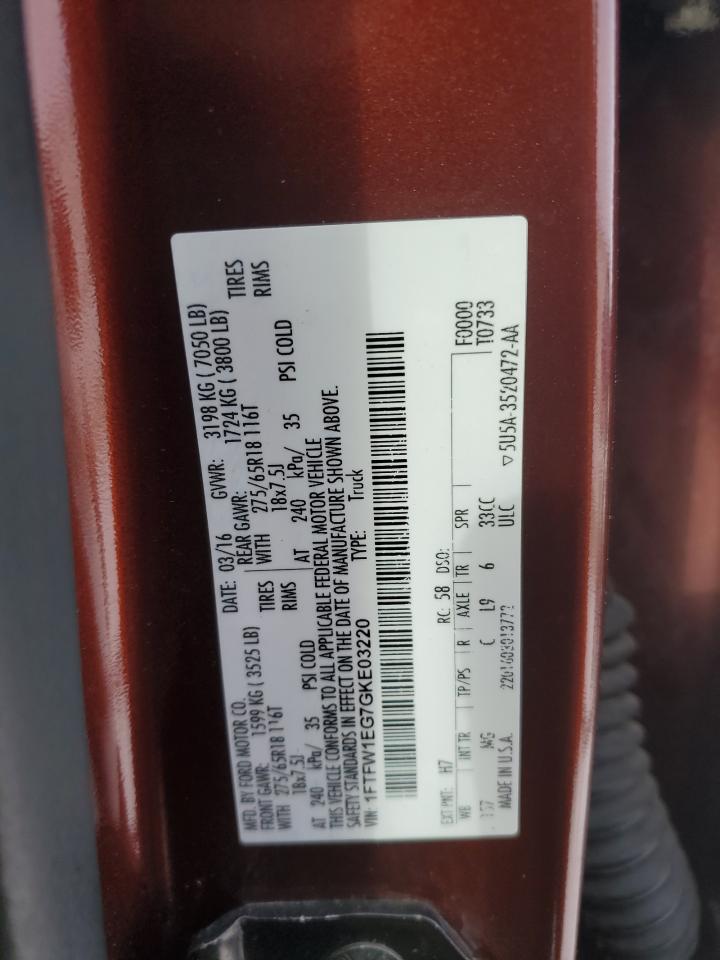 MFD. BY FORD MOTOR CO.
DATE: 03/16 GVWR: 3198 KG ( 7050 LB)
FRONT GAWR: 1599 KG ( 3525 LB) REAR GAWR: 1724 KG ( 3800 LB)
WITH 275/65R18 116T TIRES WITH 275/65R18 116T TIRES
18x7.5J RIMS 18x7.5J RIMS
AT 240 kPa/ 35 PSI COLD AT 240 kPa/ 35 PSI COLD
THIS VEHICLE CONFORMS TO ALL APPLICABLE FEDERAL MOTOR VEHICLE
SAFETY STANDARDS IN EFFECT ON THE DATE OF MANUFACTURE SHOWN ABOVE.
VIN: 1FTFW1EG7GKE03220 TYPE: Truck
EXT PNT: H7 RC: 58 DSO: F0000
WB INT TR TP/PS R AXLE TR SPR T0733
157 C L9 6 33CC
MADE IN U.S.A. ULC ▽5U5A-3520472-AA